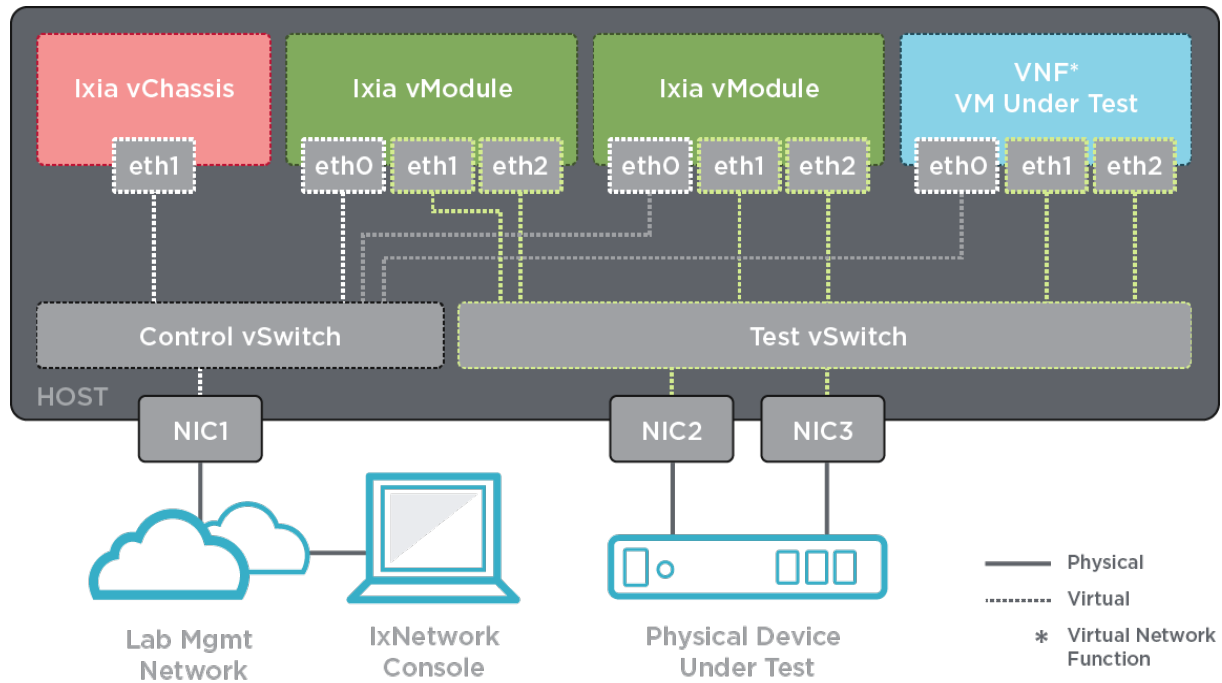 Ixia vChassis
Ixia vModule
Ixia vModule
VNF*
VM Under Test
eth1
eth0
eth1
eth2
eth0
eth1
eth2
eth0
eth1
eth2
Control vSwitch
Test vSwitch
HOST
NIC1
NIC2
NIC3
Lab Mgmt
Network
IxNetwork
Console
Physical Device
Under Test
Physical
Virtual
* Virtual Network
Function